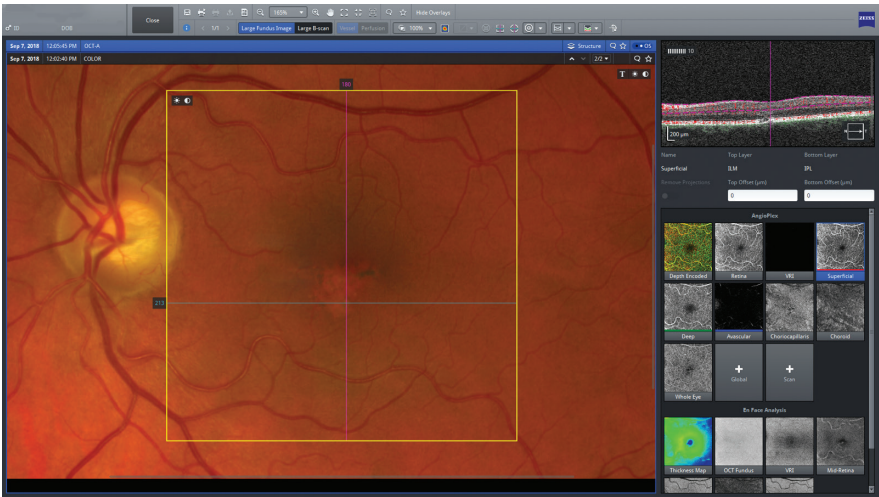 ID DOB
Close
1/1
Large Fundus Image Large B-scan
Vessel Perfusion
165%
100%
Hide Overlays
ZEISS
Sep 7, 2018 12:05:45 PM OCT-A
Structure
OS
Sep 7, 2018 12:02:40 PM COLOR
2/2
T
180
213
10
200 µm
Name Top Layer Bottom Layer
Superficial ILM IPL
Remove Projections Top Offset (µm) Bottom Offset (µm)
0 0
AngioPlex
Depth Encoded Retina VRI Superficial
Deep Avascular Choriocapillaris Choroid
Whole Eye Global Scan
En Face Analysis
Thickness Map OCT Fundus VRI Mid-Retina